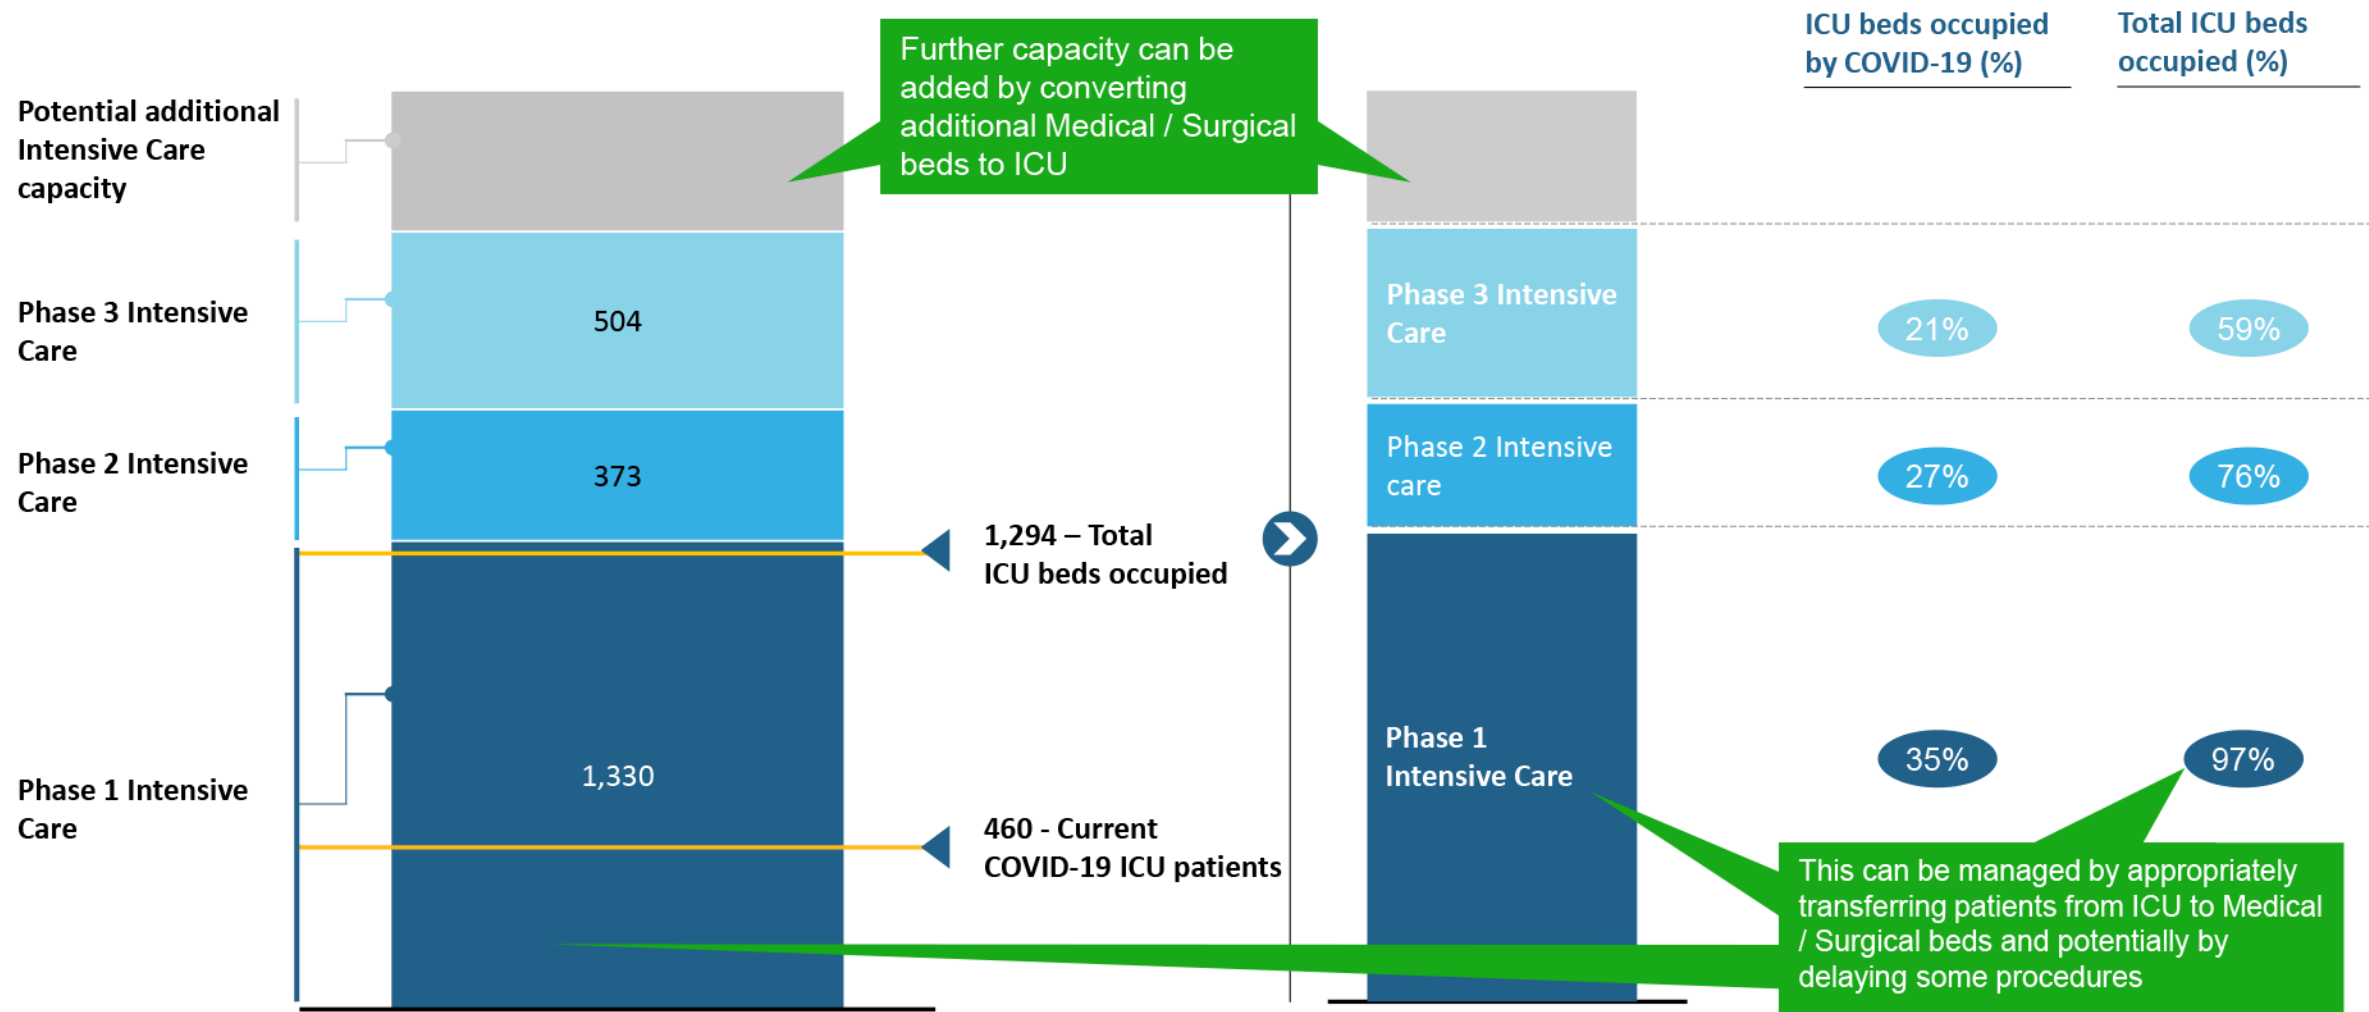 Potential additional
Intensive Care
capacity
Phase 3 Intensive
Care
Phase 2 Intensive
Care
Phase 1 Intensive
Care
504
373
1,330
Further capacity can be
added by converting
additional Medical / Surgical
beds to ICU
1,294 – Total
ICU beds occupied
460 - Current
COVID-19 ICU patients
Phase 3 Intensive
Care
Phase 2 Intensive
care
Phase 1
Intensive Care
ICU beds occupied
by COVID-19 (%)
Total ICU beds
occupied (%)
21%
59%
27%
76%
35%
97%
This can be managed by appropriately
transferring patients from ICU to Medical
/ Surgical beds and potentially by
delaying some procedures